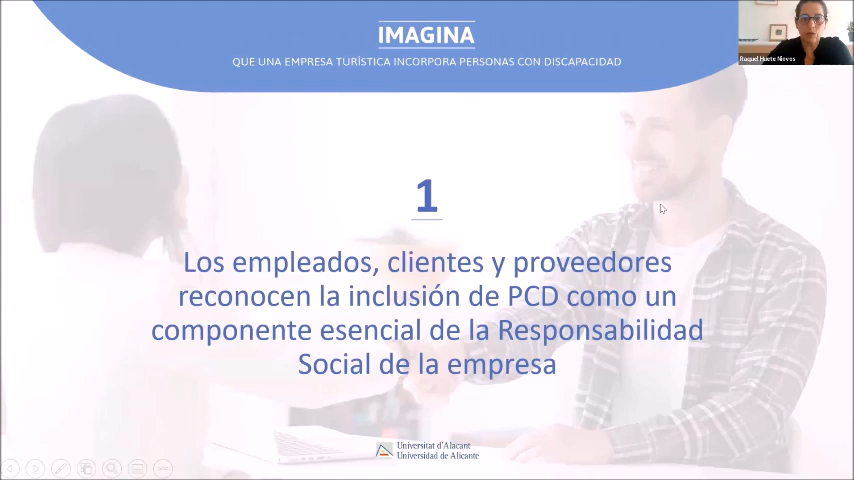 IMAGINA
QUE UNA EMPRESA TURÍSTICA INCORPORA PERSONAS CON DISCAPACIDAD
Raquel Huete Nieves
1
Los empleados, clientes y proveedores
reconocen la inclusión de PCD como un
componente esencial de la Responsabilidad
Social de la empresa
Universitat d'Alacant
Universidad de Alicante